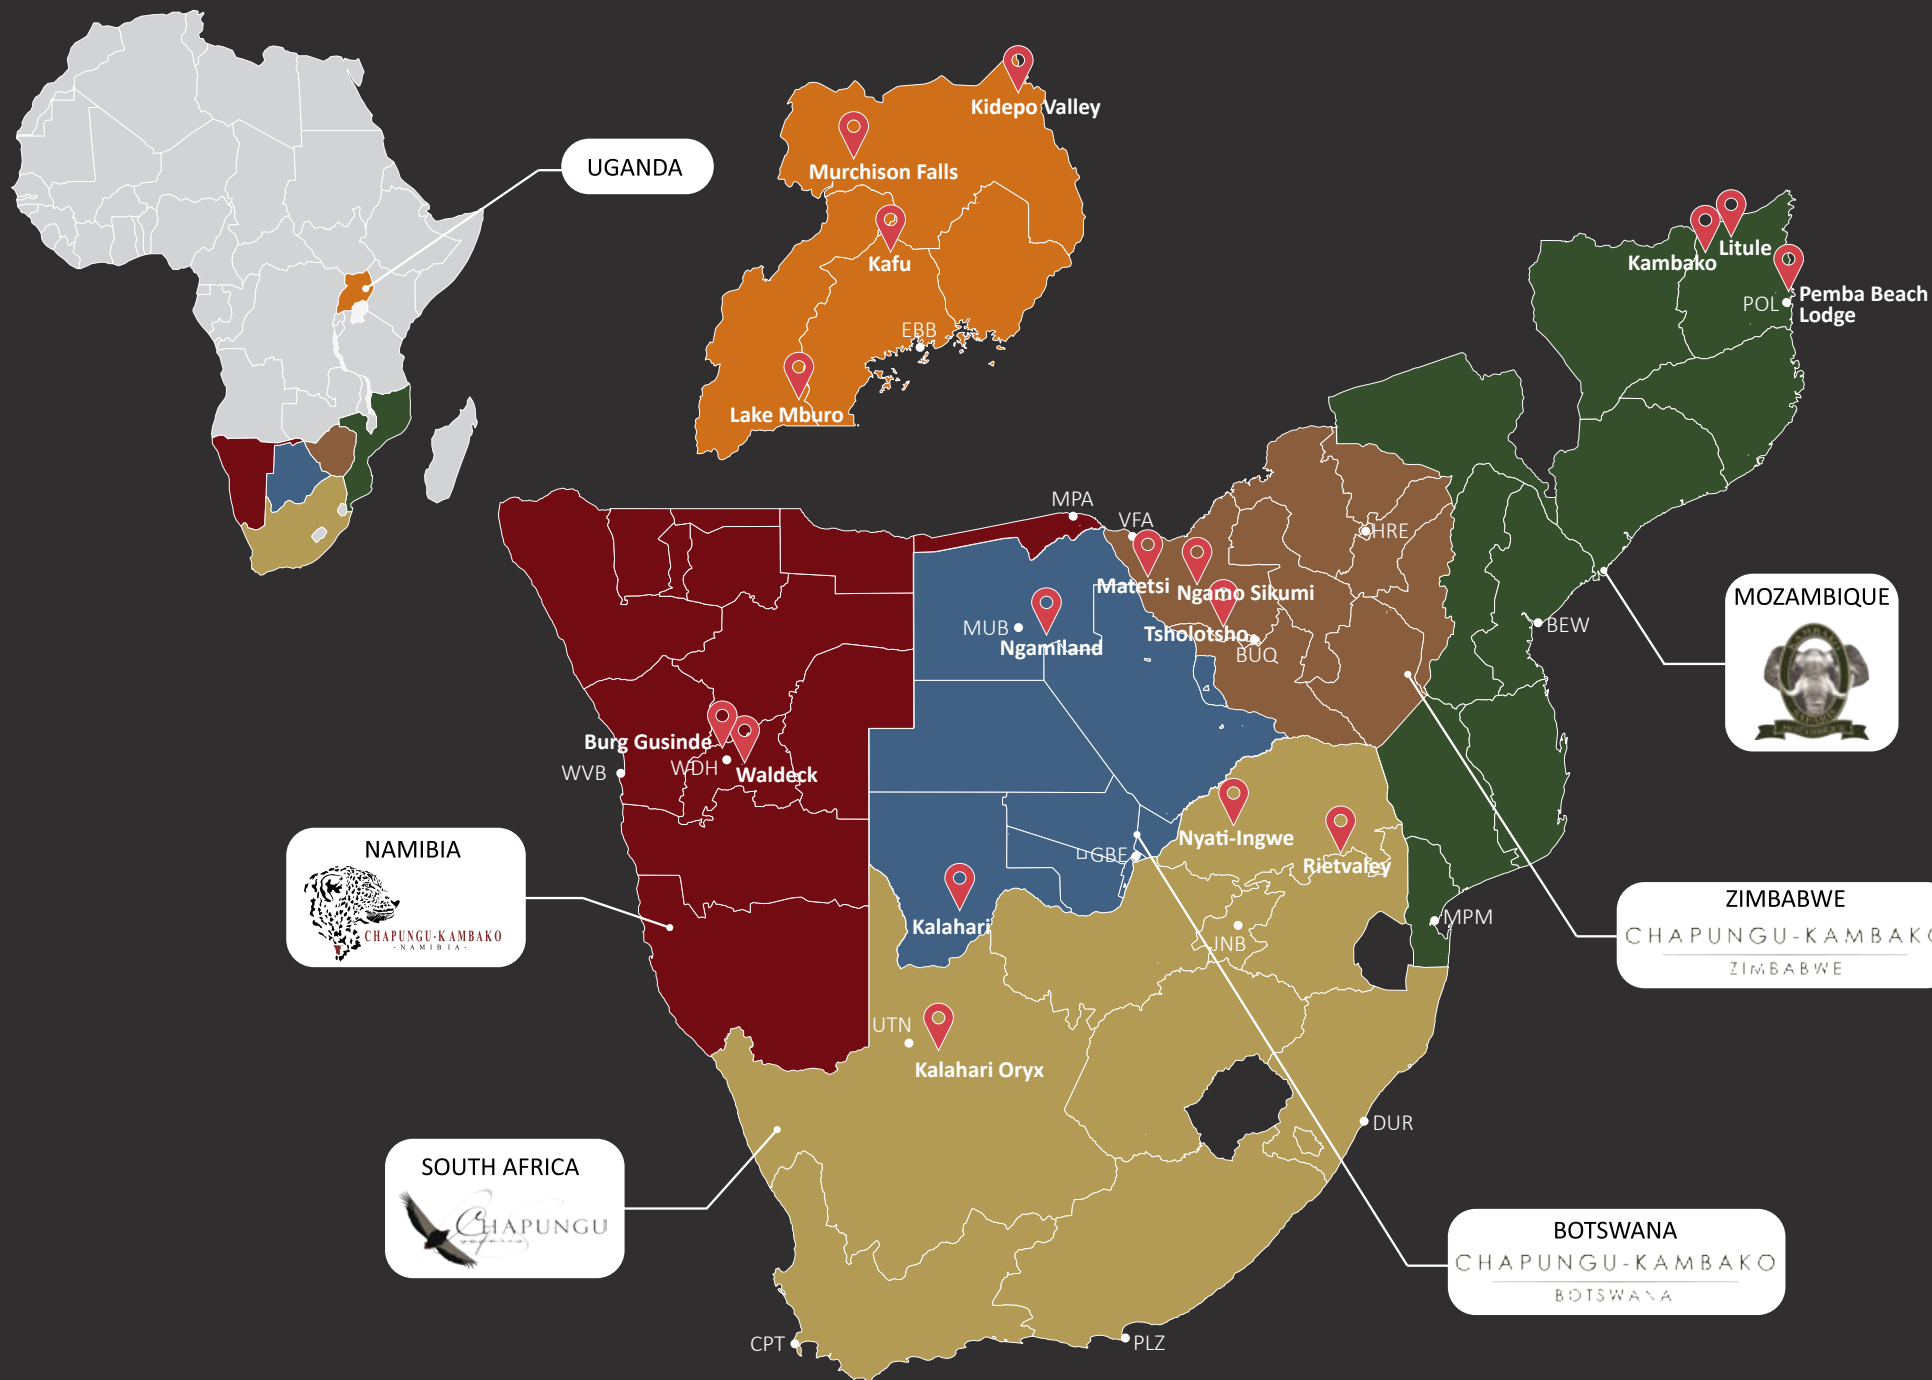 UGANDA
Kidepo Valley
Murchison Falls
Kafu
EBB
Lake Mburo
Litule
Kambako
Pemba Beach
Lodge
POL
MPA
VFA
HRE
Matetsi
Ngamo Sikumi
MUB
Ngamiland
Tsholotsho
BUQ
BEW
MOZAMBIQUE
Burg Gusinde
WDH
Waldeck
WVB
NAMIBIA
CHAPUNGU-KAMBAKO
-NAMIBIA-
Nyati-Ingwe
GBE
Rietvaley
Kalahari
JNB
MPM
ZIMBABWE
CHAPUNGU-KAMBAKO
ZIMBABWE
UTN
Kalahari Oryx
DUR
SOUTH AFRICA
CHAPUNGU
safaris
BOTSWANA
CHAPUNGU-KAMBAKO
BOTSWANA
CPT
PLZ